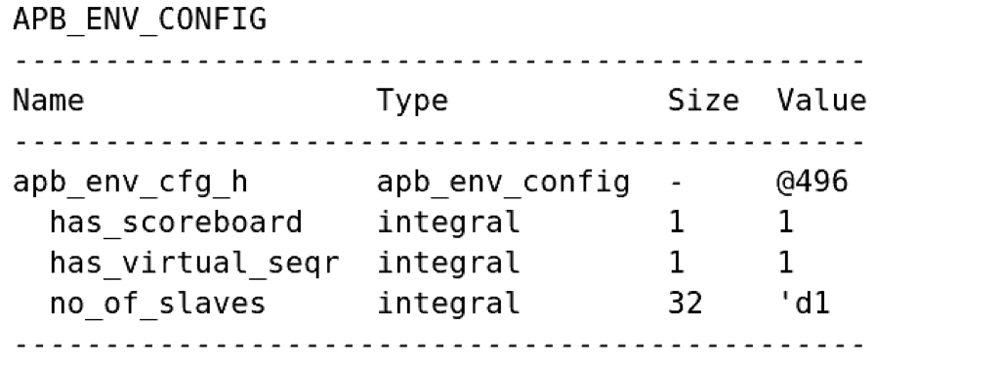 APB_ENV_CONFIG
-----------------------------------------------
Name            Type            Size  Value
-----------------------------------------------
apb_env_cfg_h   apb_env_config  -     @496
  has_scoreboard    integral        1     1
  has_virtual_seqr  integral        1     1
  no_of_slaves      integral        32    'd1
-----------------------------------------------